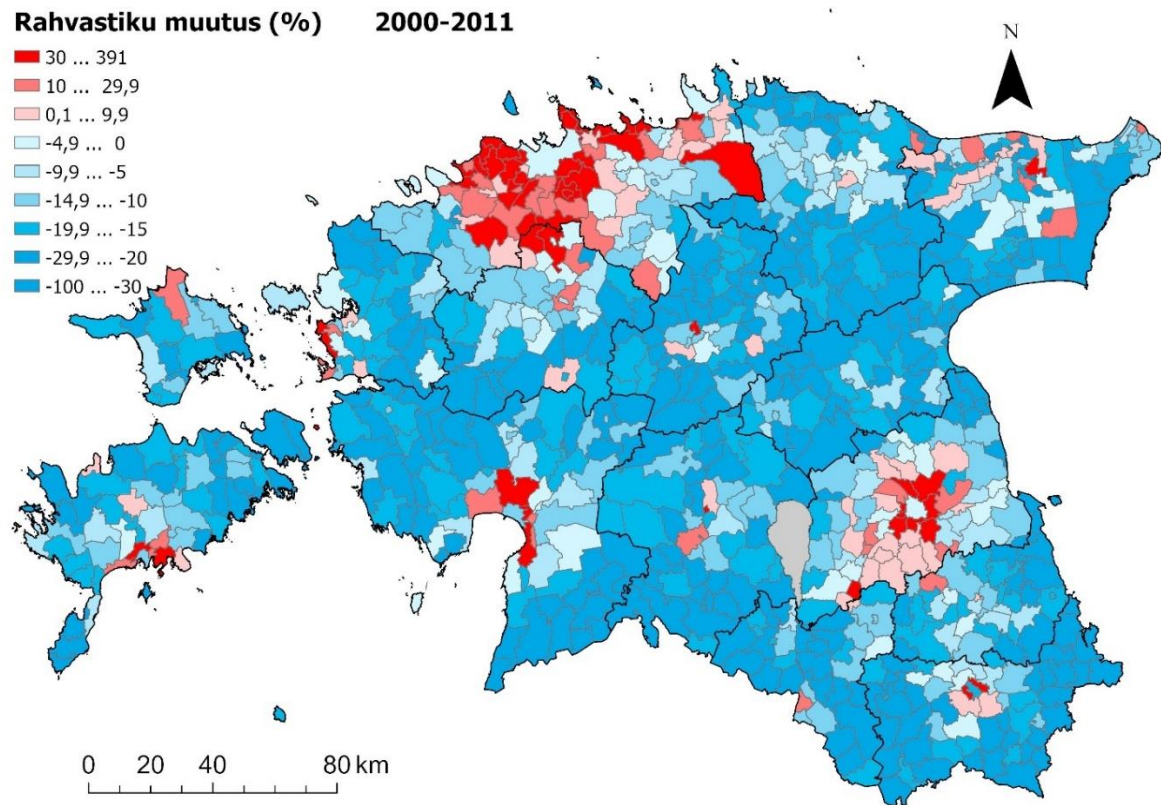 Rahvastiku muutus (%) 2000-2011
30 ... 391
10 ... 29,9
0,1 ... 9,9
-4,9 ... 0
-9,9 ... -5
-14,9 ... -10
-19,9 ... -15
-29,9 ... -20
-100 ... -30
N
0 20 40 80 km